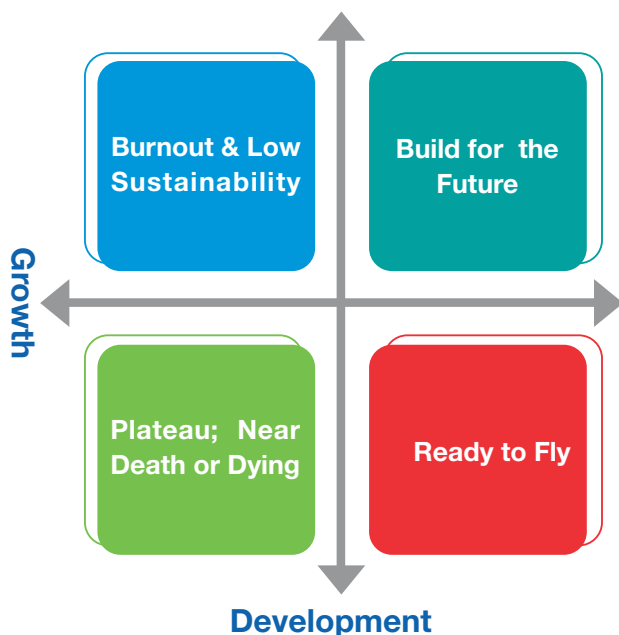 Burnout & Low
Sustainability
Build for the
Future
Growth
Plateau; Near
Death or Dying
Ready to Fly
Development